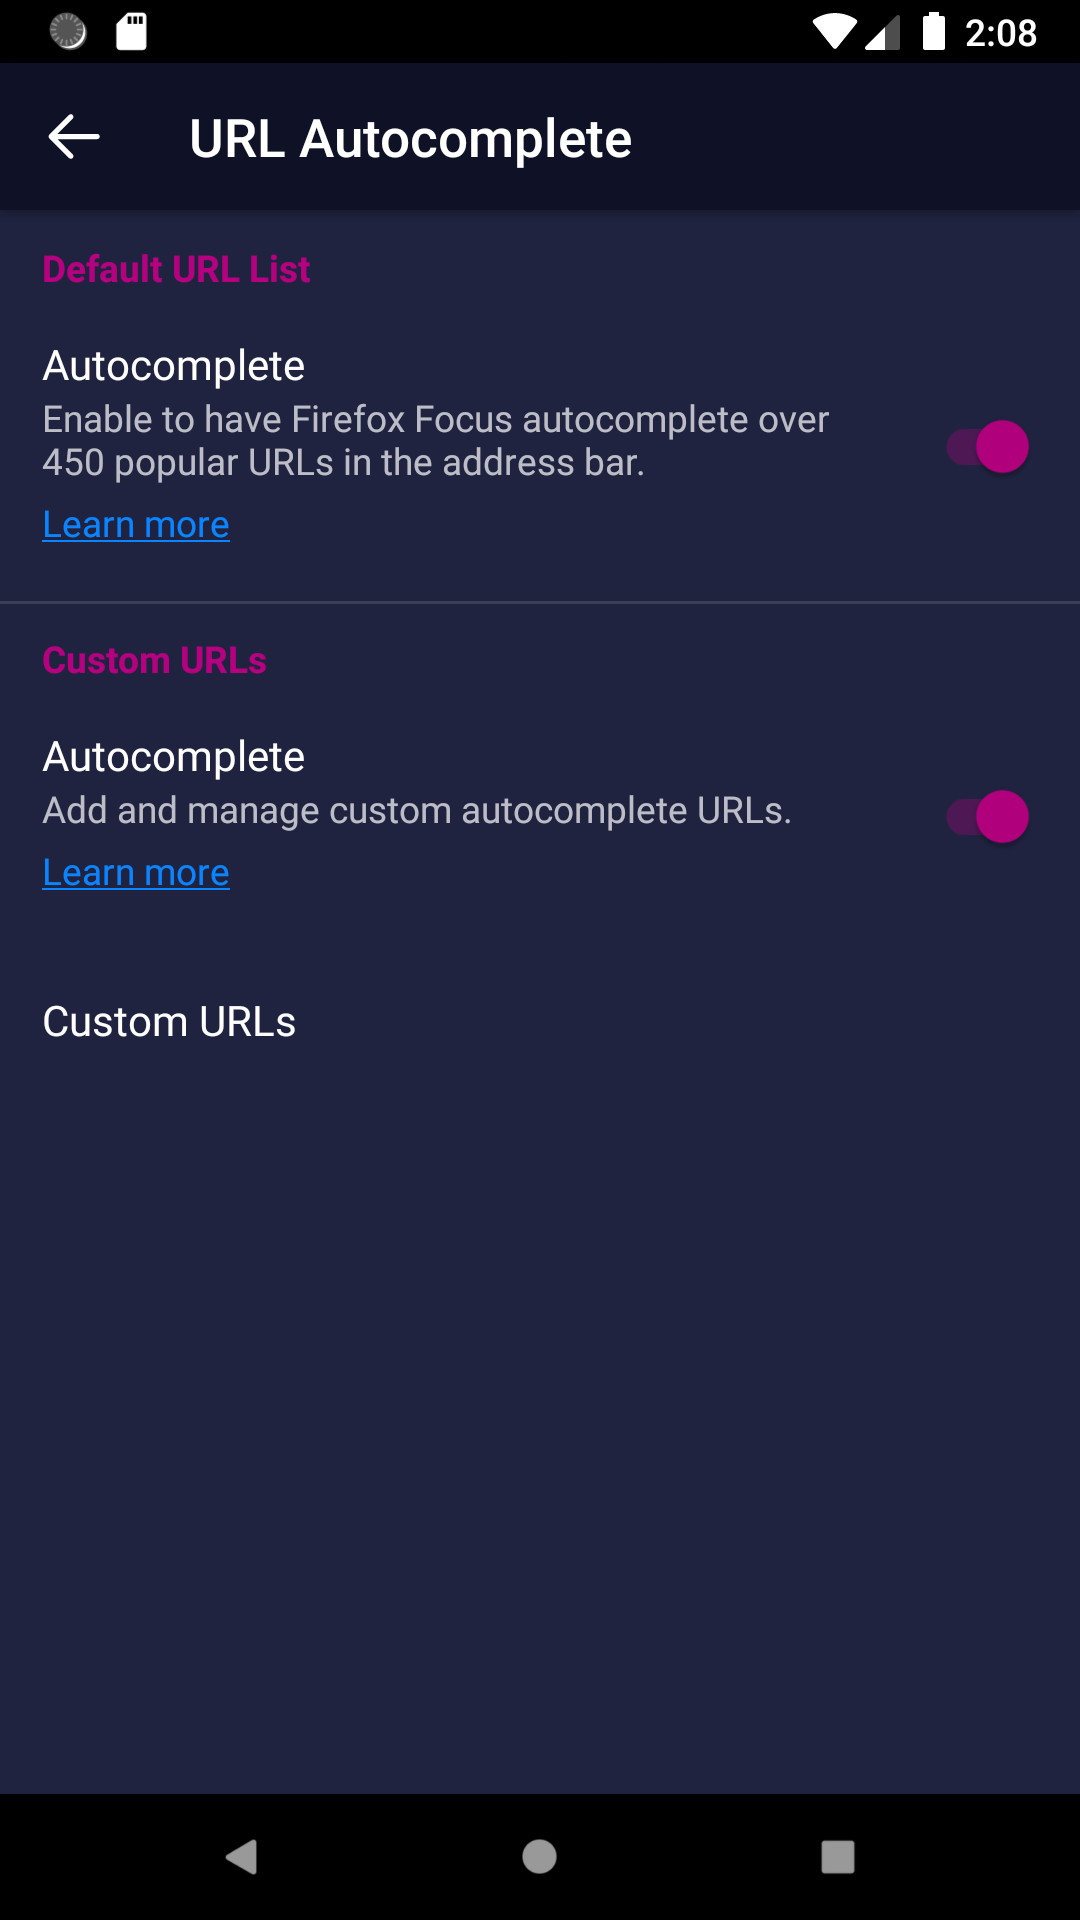 2:08
URL Autocomplete
Default URL List
Autocomplete
Enable to have Firefox Focus autocomplete over
450 popular URLs in the address bar.
Learn more
Custom URLs
Autocomplete
Add and manage custom autocomplete URLs.
Learn more
Custom URLs